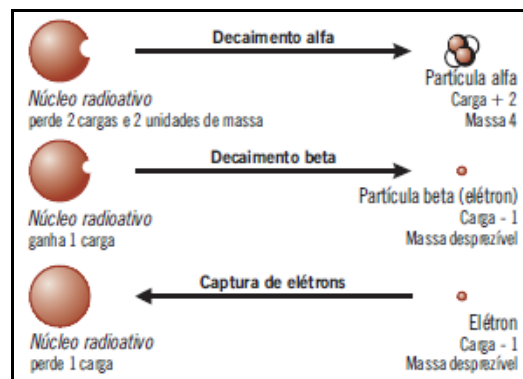 Decaimento alfa
Núcleo radioativo
perde 2 cargas e 2 unidades de massa
Partícula alfa
Carga + 2
Massa 4
Decaimento beta
Núcleo radioativo
ganha 1 carga
Partícula beta (elétron)
Carga - 1
Massa desprezível
Captura de elétrons
Núcleo radioativo
perde 1 carga
Elétron
Carga - 1
Massa desprezível